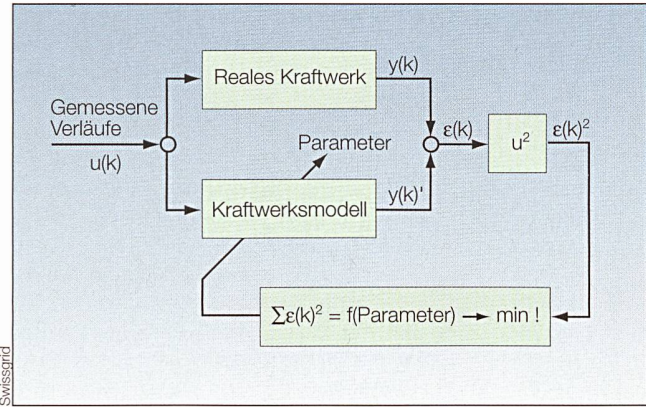 Reales Kraftwerk
y(k)
Gemessene
Verläufe
u(k)
Parameter
ε(k)
u²
ε(k)²
Kraftwerksmodell
y(k)'
Σε(k)² = f(Parameter) → min !
Swissgrid